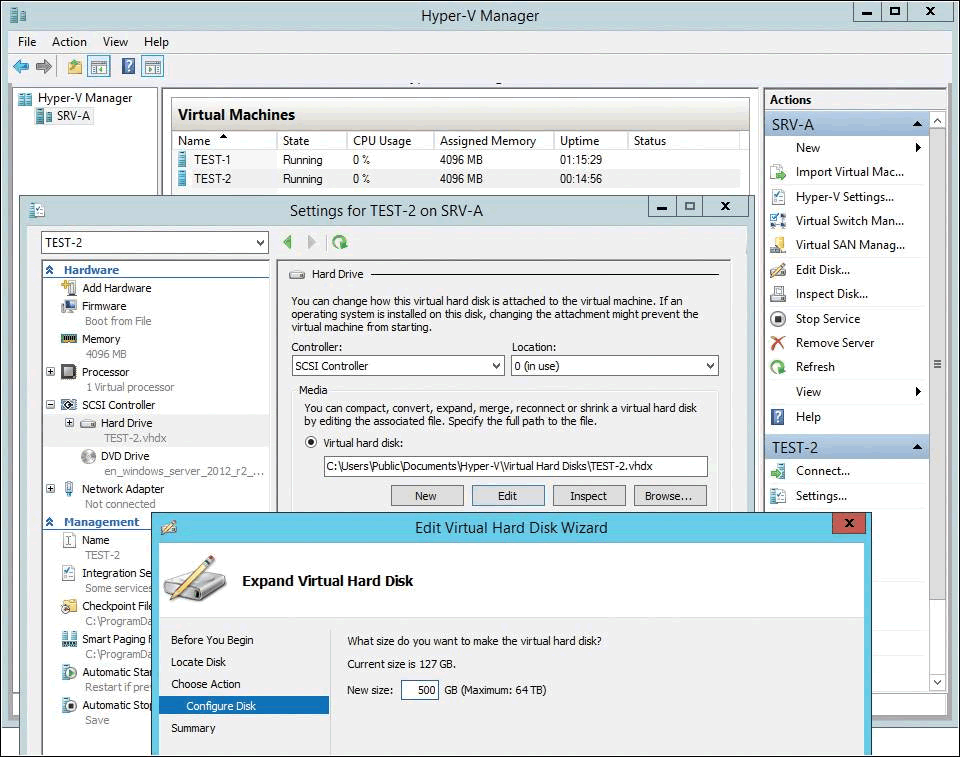 Hyper-V Manager
File Action View Help
Hyper-V Manager
SRV-A
Virtual Machines
Name State CPU Usage Assigned Memory Uptime Status
TEST-1 Running 0 % 4096 MB 01:15:29
TEST-2 Running 0 % 4096 MB 00:14:56
Actions
SRV-A
New
Import Virtual Mac...
Hyper-V Settings...
Virtual Switch Man...
Virtual SAN Manag...
Edit Disk...
Inspect Disk...
Stop Service
Remove Server
Refresh
View
Help
TEST-2
Connect...
Settings...
Settings for TEST-2 on SRV-A
TEST-2
Hardware
Add Hardware
Firmware
Boot from File
Memory
4096 MB
Processor
1 Virtual processor
SCSI Controller
Hard Drive
TEST-2.vhdx
DVD Drive
en_windows_server_2012_r2_...
Network Adapter
Not connected
Management
Name
TEST-2
Integration Se
Some services
Checkpoint File
C:\ProgramDa
Smart Paging F
C:\ProgramDa
Automatic Star
Restart if prev
Automatic Stop
Save
Hard Drive
You can change how this virtual hard disk is attached to the virtual machine. If an
operating system is installed on this disk, changing the attachment might prevent the
virtual machine from starting.
Controller: Location:
SCSI Controller 0 (in use)
Media
You can compact, convert, expand, merge, reconnect or shrink a virtual hard disk
by editing the associated file. Specify the full path to the file.
Virtual hard disk:
C:\Users\Public\Documents\Hyper-V\Virtual Hard Disks\TEST-2.vhdx
New Edit Inspect Browse...
Edit Virtual Hard Disk Wizard
Expand Virtual Hard Disk
Before You Begin
Locate Disk
Choose Action
Configure Disk
Summary
What size do you want to make the virtual hard disk?
Current size is 127 GB.
New size: 500 GB (Maximum: 64 TB)